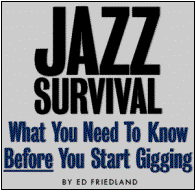 JAZZ
SURVIVAL
What You Need To Know
Before You Start Gigging
BY ED FRIEDLAND